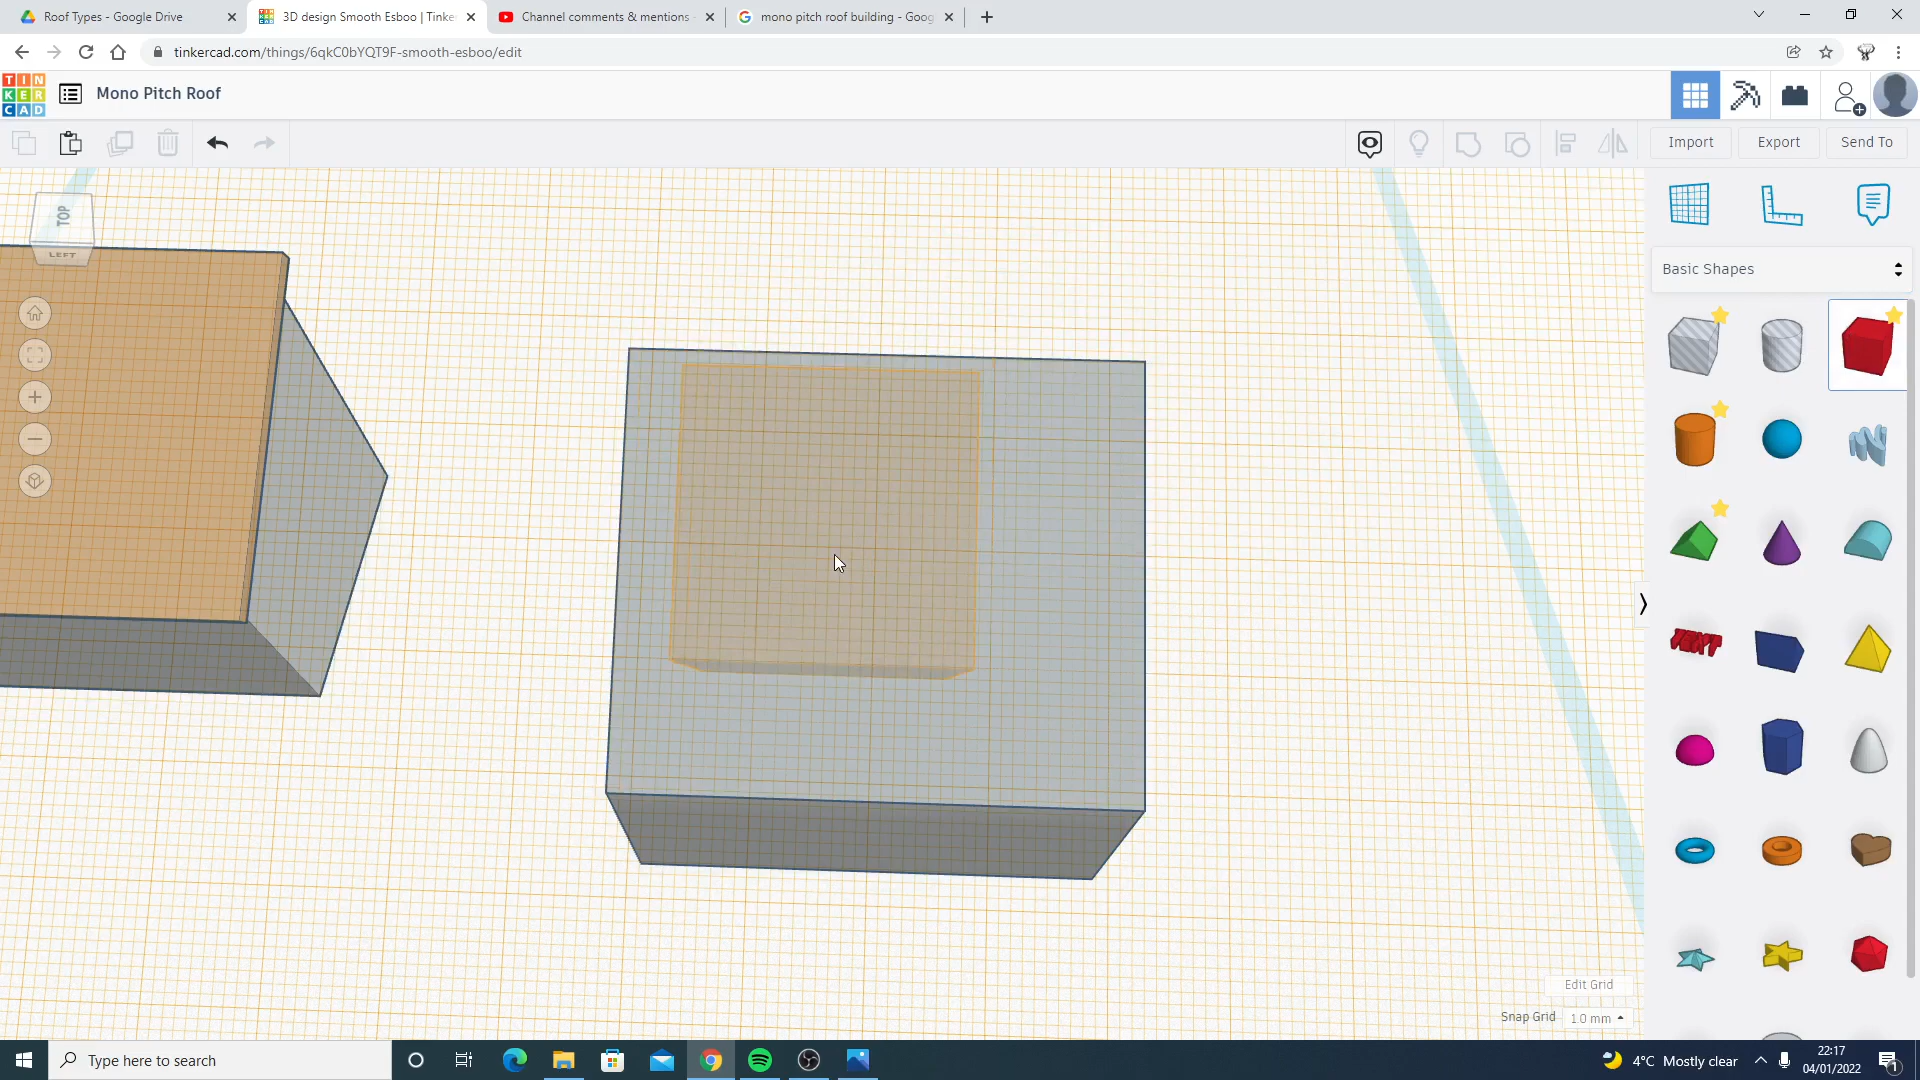 Roof Types - Google Drive
3D design Smooth Esboo | Tinke
Channel comments & mentions
mono pitch roof building - Goog
tinkercad.com/things/6qkC0bYQT9F-smooth-esboo/edit
TIN
KER
CAD
Mono Pitch Roof
Import
Export
Send To
TOP
LEFT
Basic Shapes
TEXT
Edit Grid
Snap Grid
1.0 mm
Type here to search
4°C Mostly clear
22:17
04/01/2022
1